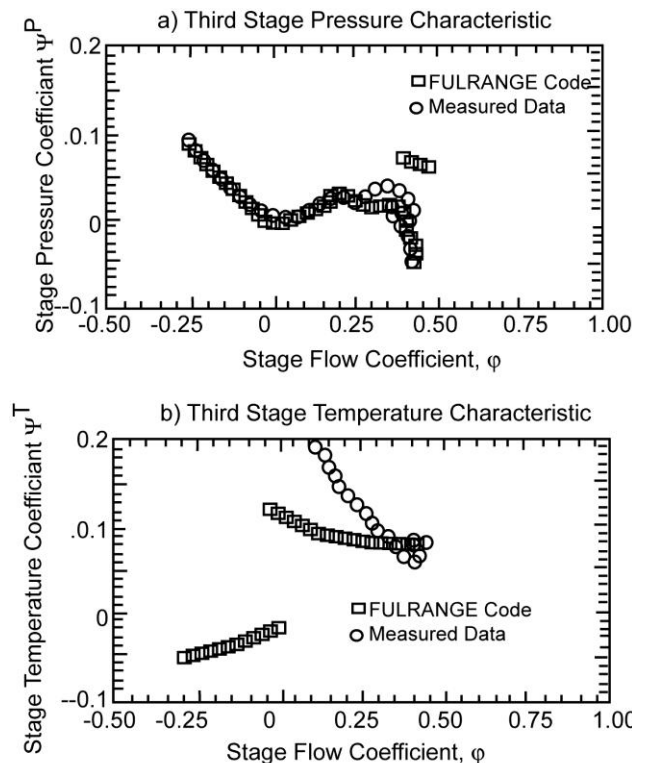 a) Third Stage Pressure Characteristic
Stage Pressure Coefficiant Ψ^P
0.2
0.1
0
--0.1
FULRANGE Code
Measured Data
-0.50 -0.25 0 0.25 0.50 0.75 1.00
Stage Flow Coefficient, φ
b) Third Stage Temperature Characteristic
Stage Temperature Coefficiant Ψ^T
0.2
0.1
0
--0.1
FULRANGE Code
Measured Data
-0.50 -0.25 0 0.25 0.50 0.75 1.0
Stage Flow Coefficient, φ